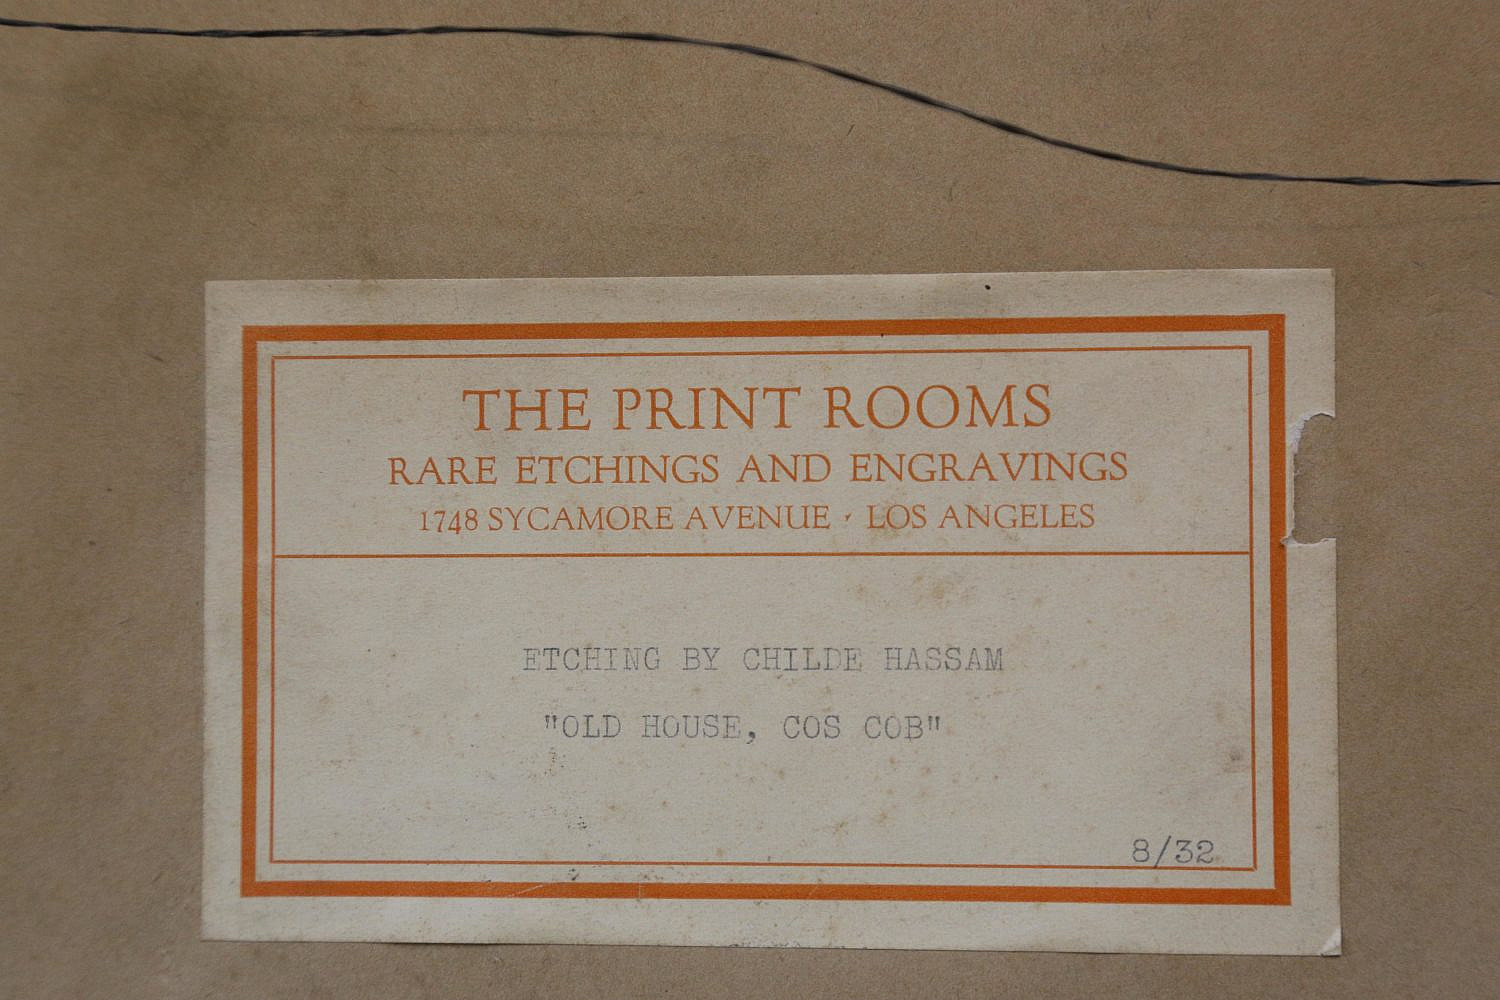 THE PRINT ROOMS
RARE ETCHINGS AND ENGRAVINGS
1748 SYCAMORE AVENUE · LOS ANGELES
ETCHING BY CHILDE HASSAM
"OLD HOUSE, COS COB"
8/32